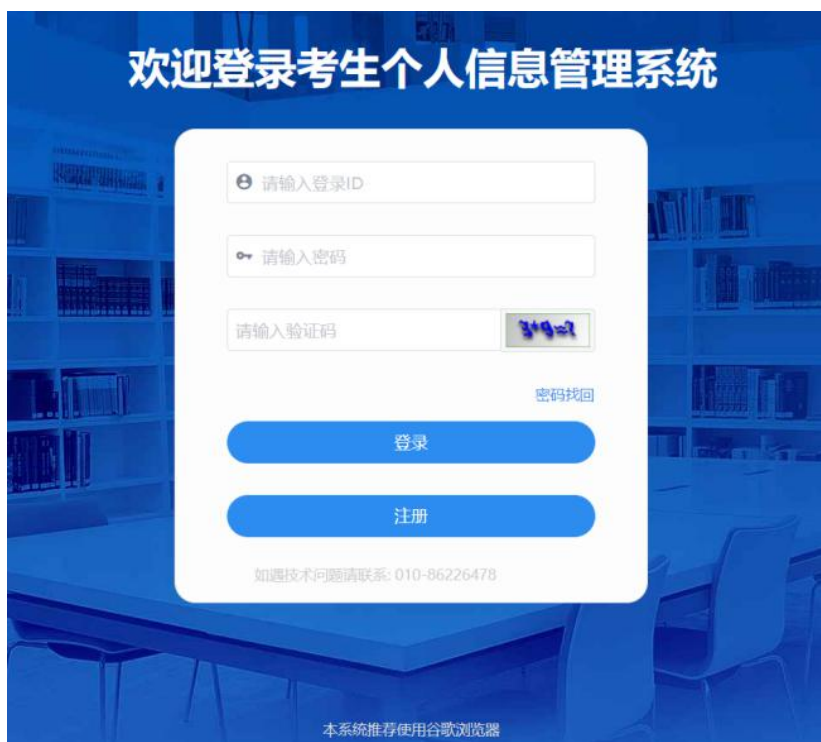 欢迎登录考生个人信息管理系统
请输入登录ID
请输入密码
请输入验证码
3+9=?
密码找回
登录
注册
如遇技术问题请联系: 010-86226478
本系统推荐使用谷歌浏览器